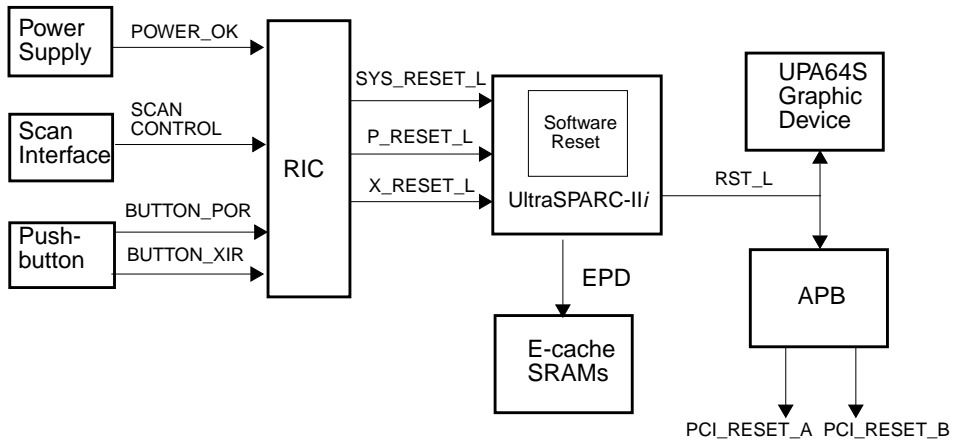 Power
Supply
POWER_OK
Scan
Interface
SCAN
CONTROL
Push-
button
BUTTON_POR
BUTTON_XIR
RIC
SYS_RESET_L
P_RESET_L
X_RESET_L
Software
Reset
UltraSPARC-IIi
EPD
E-cache
SRAMs
RST_L
UPA64S
Graphic
Device
APB
PCI_RESET_A
PCI_RESET_B